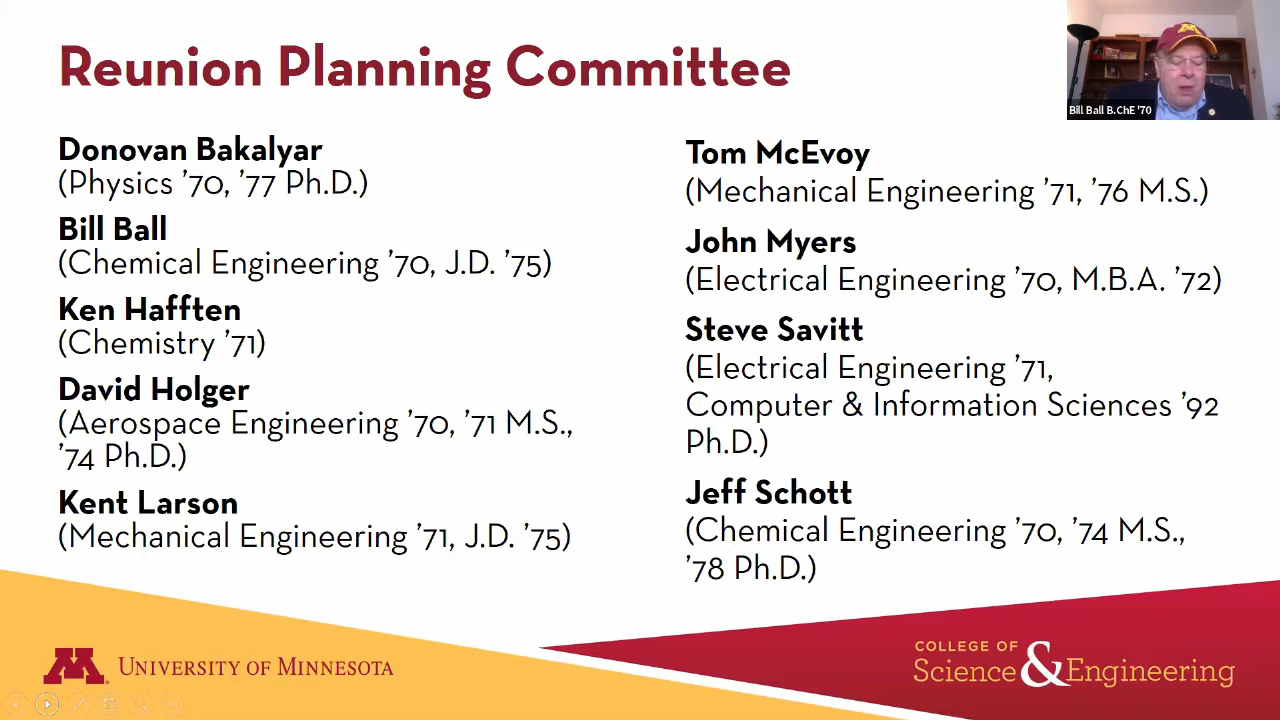 Reunion Planning Committee
Bill Ball B.ChE '70
Donovan Bakalyar
(Physics ’70, ’77 Ph.D.)
Bill Ball
(Chemical Engineering ’70, J.D. ’75)
Ken Hafften
(Chemistry ’71)
David Holger
(Aerospace Engineering ’70, ’71 M.S.,
’74 Ph.D.)
Kent Larson
(Mechanical Engineering ’71, J.D. ’75)
Tom McEvoy
(Mechanical Engineering ’71, ’76 M.S.)
John Myers
(Electrical Engineering ’70, M.B.A. ’72)
Steve Savitt
(Electrical Engineering ’71,
Computer & Information Sciences ’92
Ph.D.)
Jeff Schott
(Chemical Engineering ’70, ’74 M.S.,
’78 Ph.D.)
M
UNIVERSITY OF MINNESOTA
COLLEGE OF
Science & Engineering